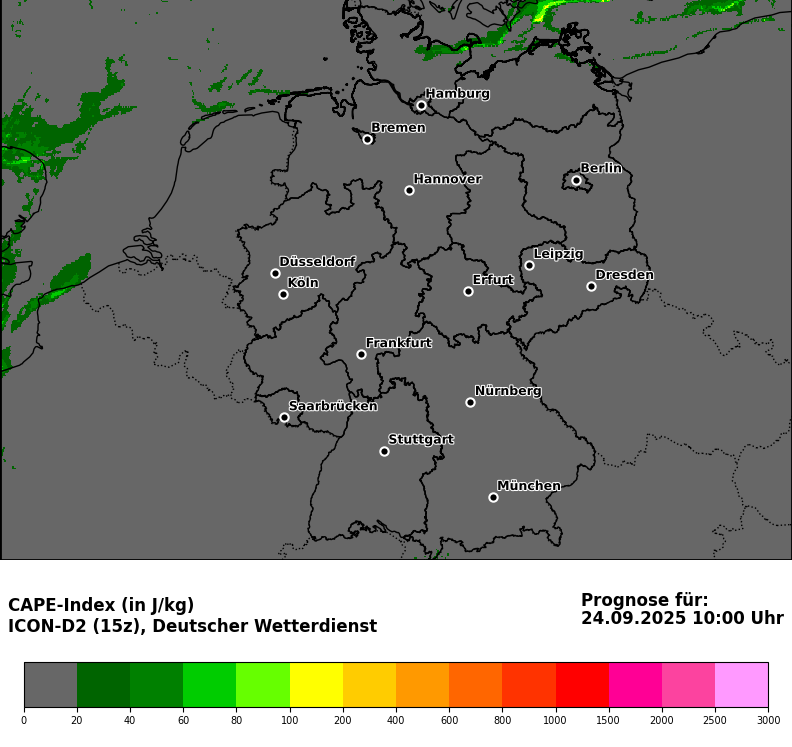 Hamburg
Bremen
Berlin
Hannover
Leipzig
Düsseldorf
Dresden
Köln
Erfurt
Frankfurt
Nürnberg
Saarbrücken
Stuttgart
München
CAPE-Index (in J/kg)
ICON-D2 (15z), Deutscher Wetterdienst
Prognose für:
24.09.2025 10:00 Uhr
0 20 40 60 80 100 200 400 600 800 1000 1500 2000 2500 3000